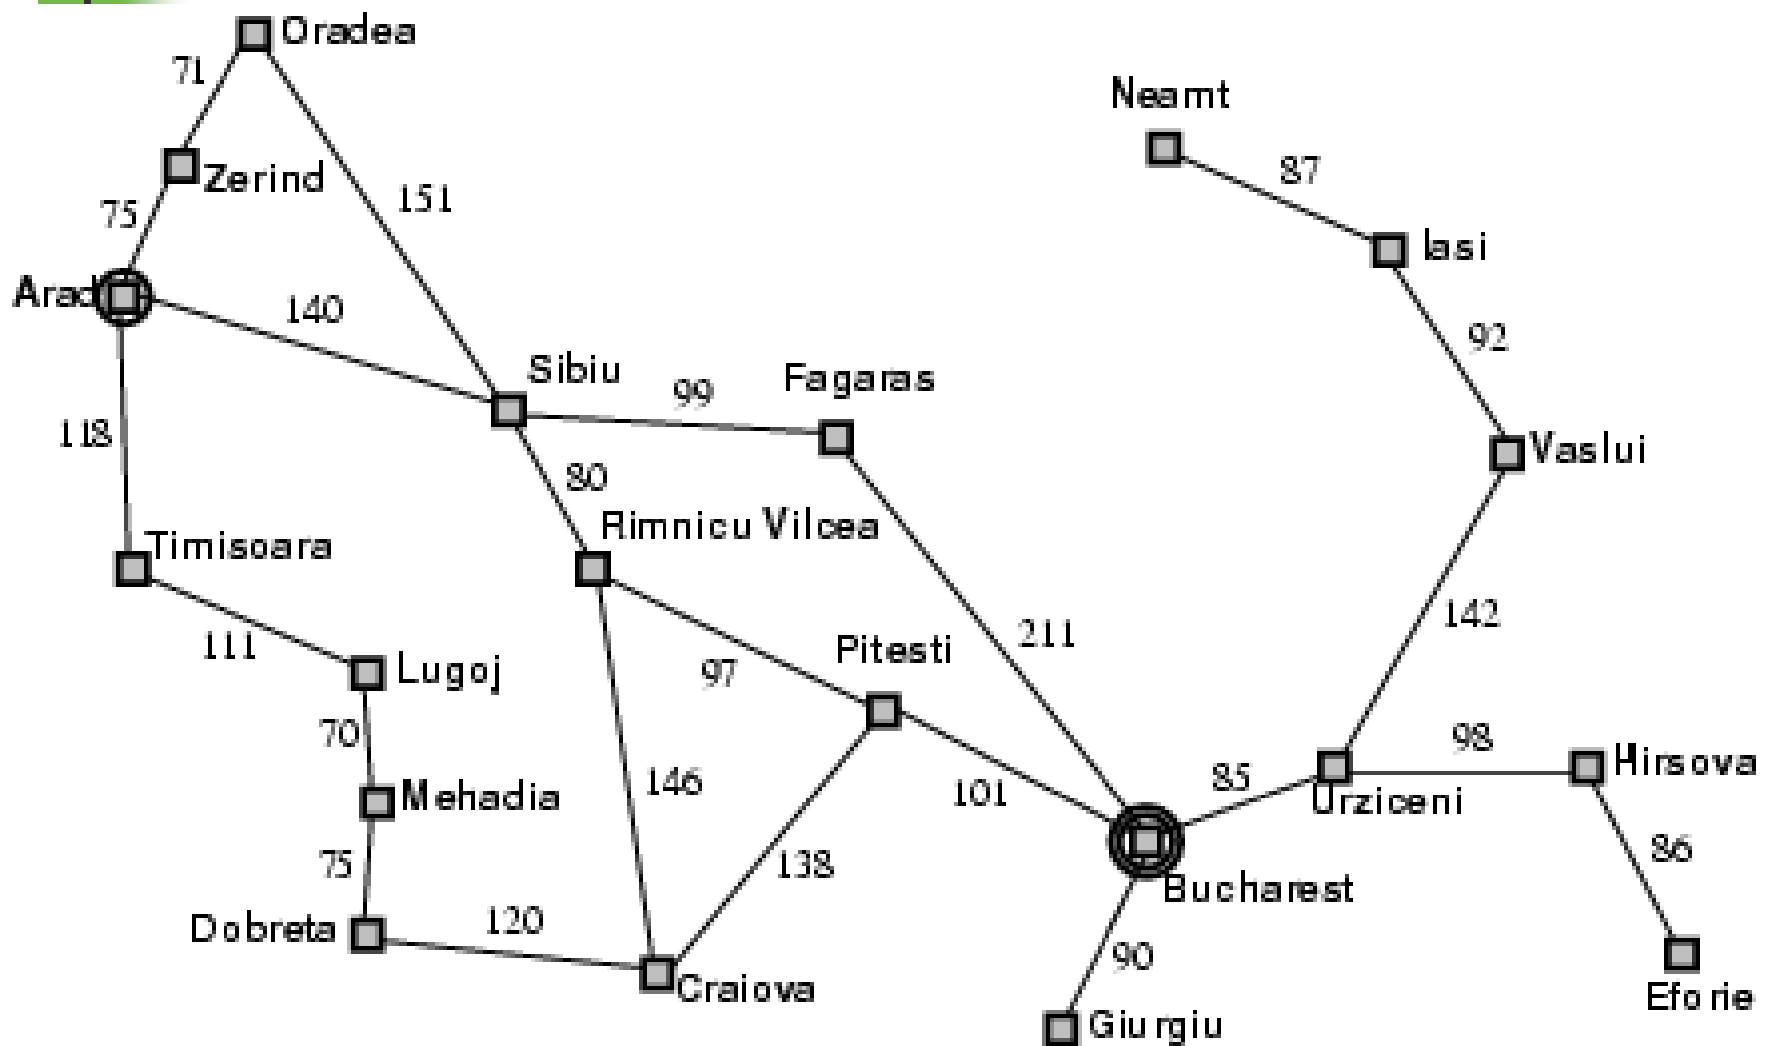 Oradea
71
Neamt
87
Zerind
151
75
Iasi
Arad
140
92
Sibiu
99
Fagaras
118
Vaslui
80
Rimnicu Vilcea
Timisoara
142
211
111
Pitesti
Lugoj
97
70
98
Hirsova
146
85
Mehadia
101
Urziceni
86
75
138
Bucharest
Dobreta
120
90
Craiova
Eforie
Giurgiu